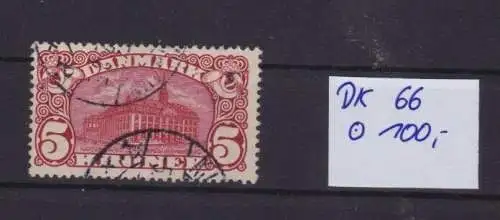 DANMARK
5 KRONER 5
DK 66
ʘ 100,-